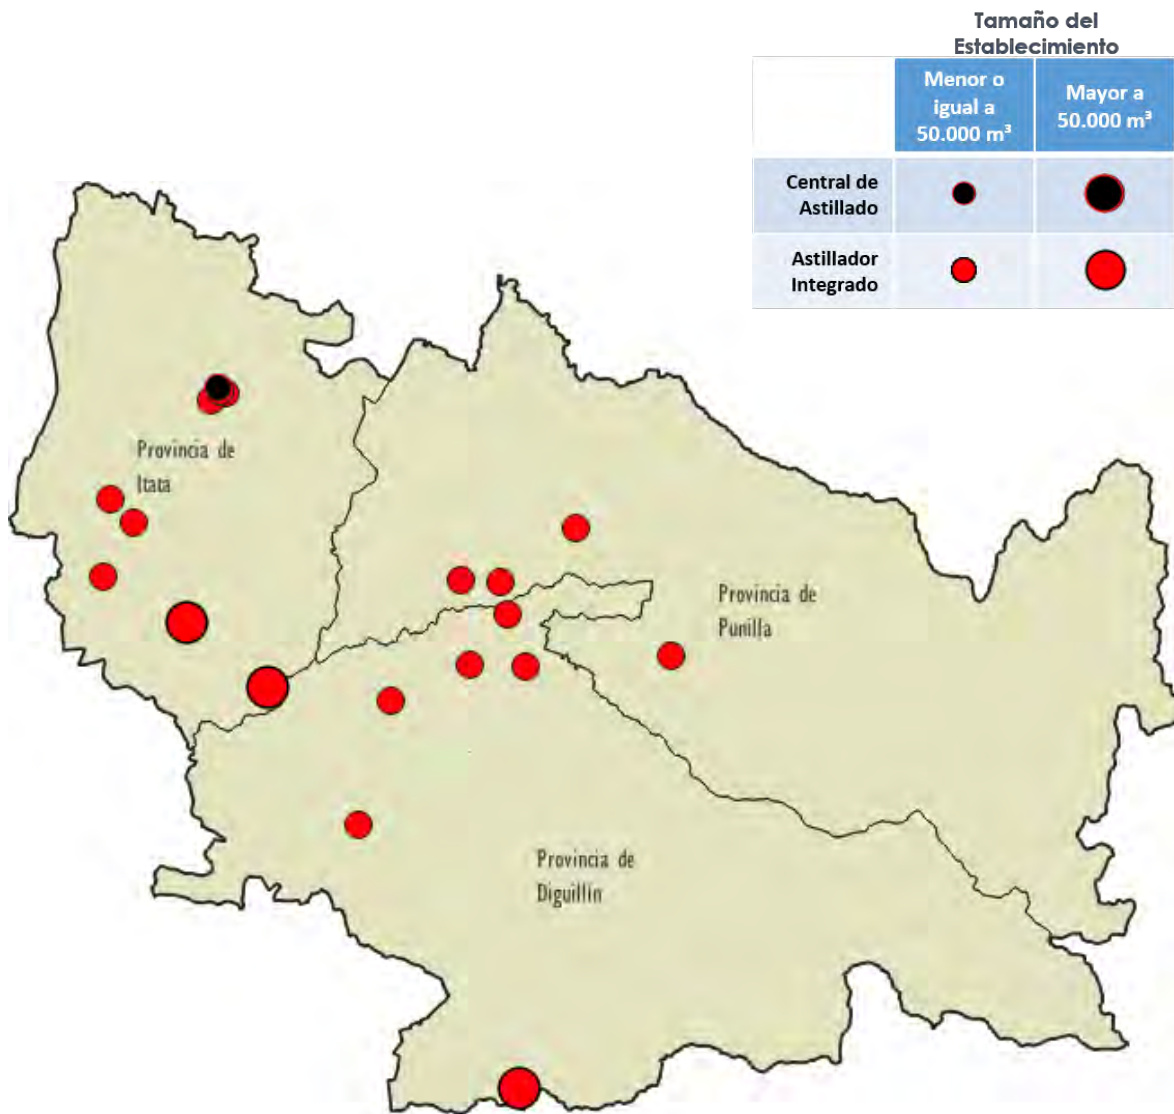 Tamaño del
Establecimiento
Menor o
igual a
50.000 m³
Mayor a
50.000 m³
Central de
Astillado
Astillador
Integrado
Provincia de
Itata
Provincia de
Punilla
Provincia de
Diguillín